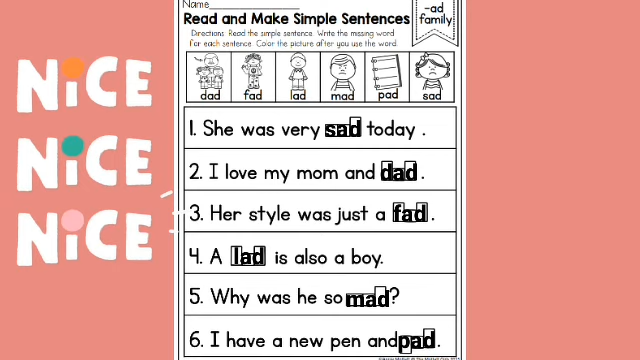 Name
Read and Make Simple Sentences
-ad family
Directions: Read the simple sentence. Write the missing word
for each sentence. Color the picture after you use the word.
dad fad lad mad pad sad
1. She was very sad today .
2. I love my mom and dad .
3. Her style was just a fad .
4. A lad is also a boy.
5. Why was he so mad ?
6. I have a new pen and pad .
NiCE
NiCE
NiCE